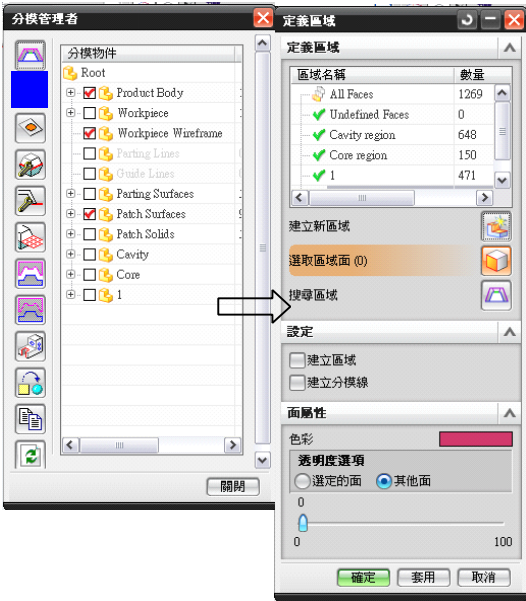 分模管理者
分模物件
Root
Product Body
Workpiece
Workpiece Wireframe
Parting Lines
Guide Lines
Parting Surfaces
Patch Surfaces
Patch Solids
Cavity
Core
1
關閉
定義區域
定義區域
區域名稱 數量
All Faces 1269
Undefined Faces 0
Cavity region 648
Core region 150
1 471
建立新區域
選取區域面 (0)
搜尋區域
設定
建立區域
建立分模線
面屬性
色彩
透明度選項
選定的面 其他面
0
0 100
確定 套用 取消